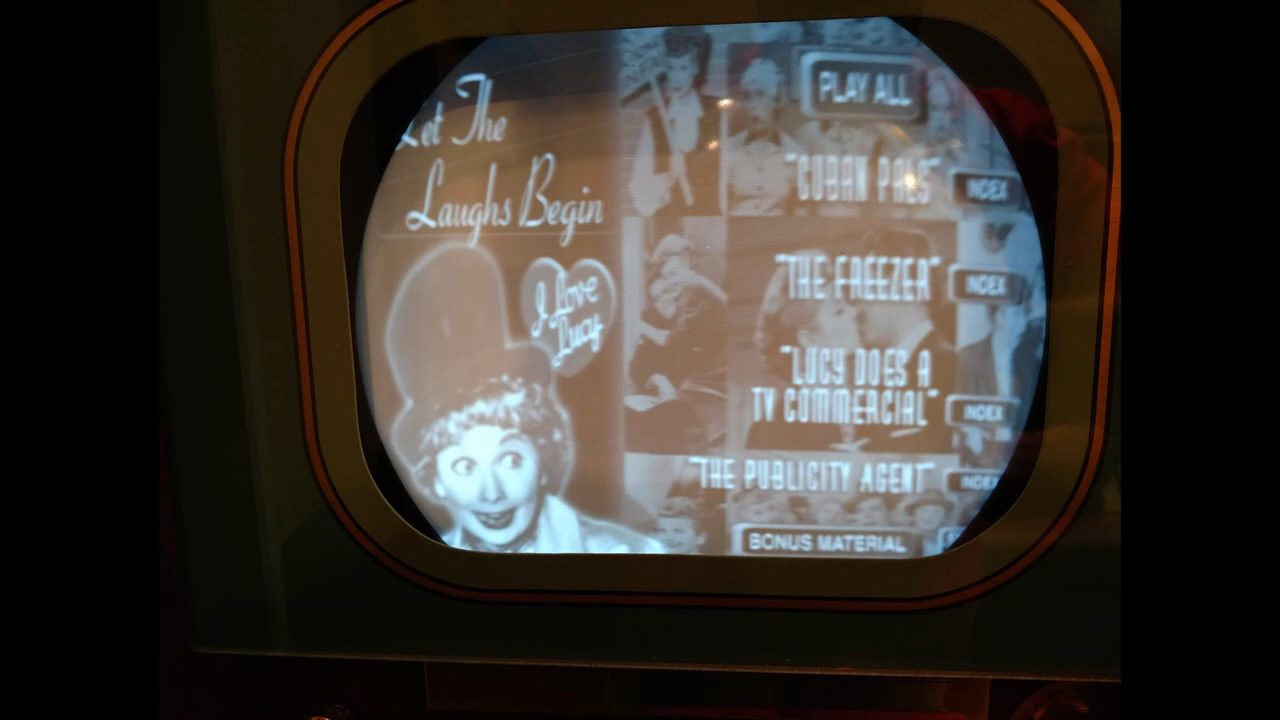 Let The
Laughs Begin
I Love
Lucy
PLAY ALL
"CUBAN PALS"
INDEX
"THE FREEZER"
INDEX
"LUCY DOES A
TV COMMERCIAL"
INDEX
"THE PUBLICITY AGENT"
INDEX
BONUS MATERIAL